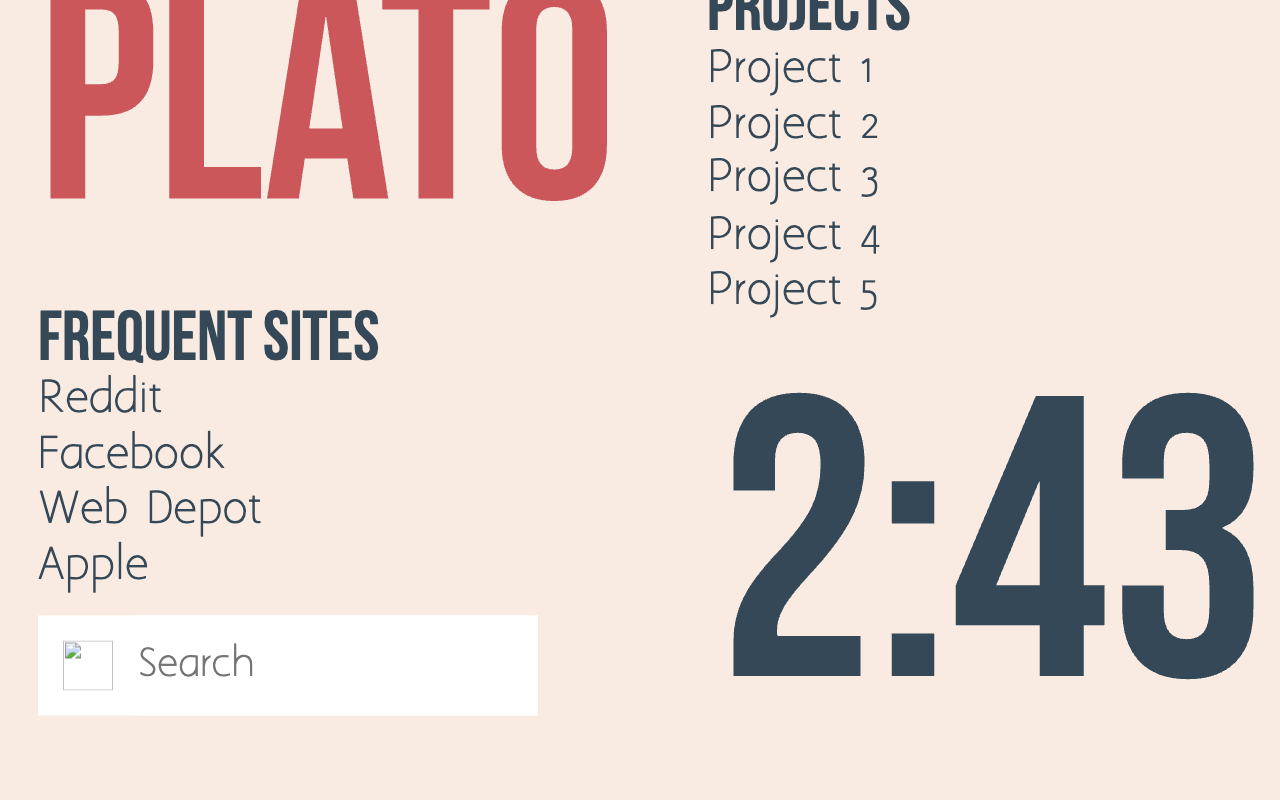 PLATO
FREQUENT SITES
Reddit
Facebook
Web Depot
Apple
Search
PROJECTS
Project 1
Project 2
Project 3
Project 4
Project 5
2:43